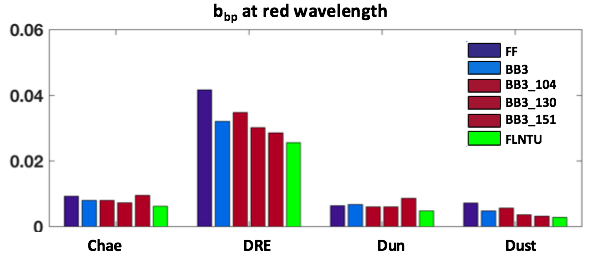 b_bp at red wavelength
0.06
0.04
0.02
0
FF
BB3
BB3_104
BB3_130
BB3_151
FLNTU
Chae DRE Dun Dust